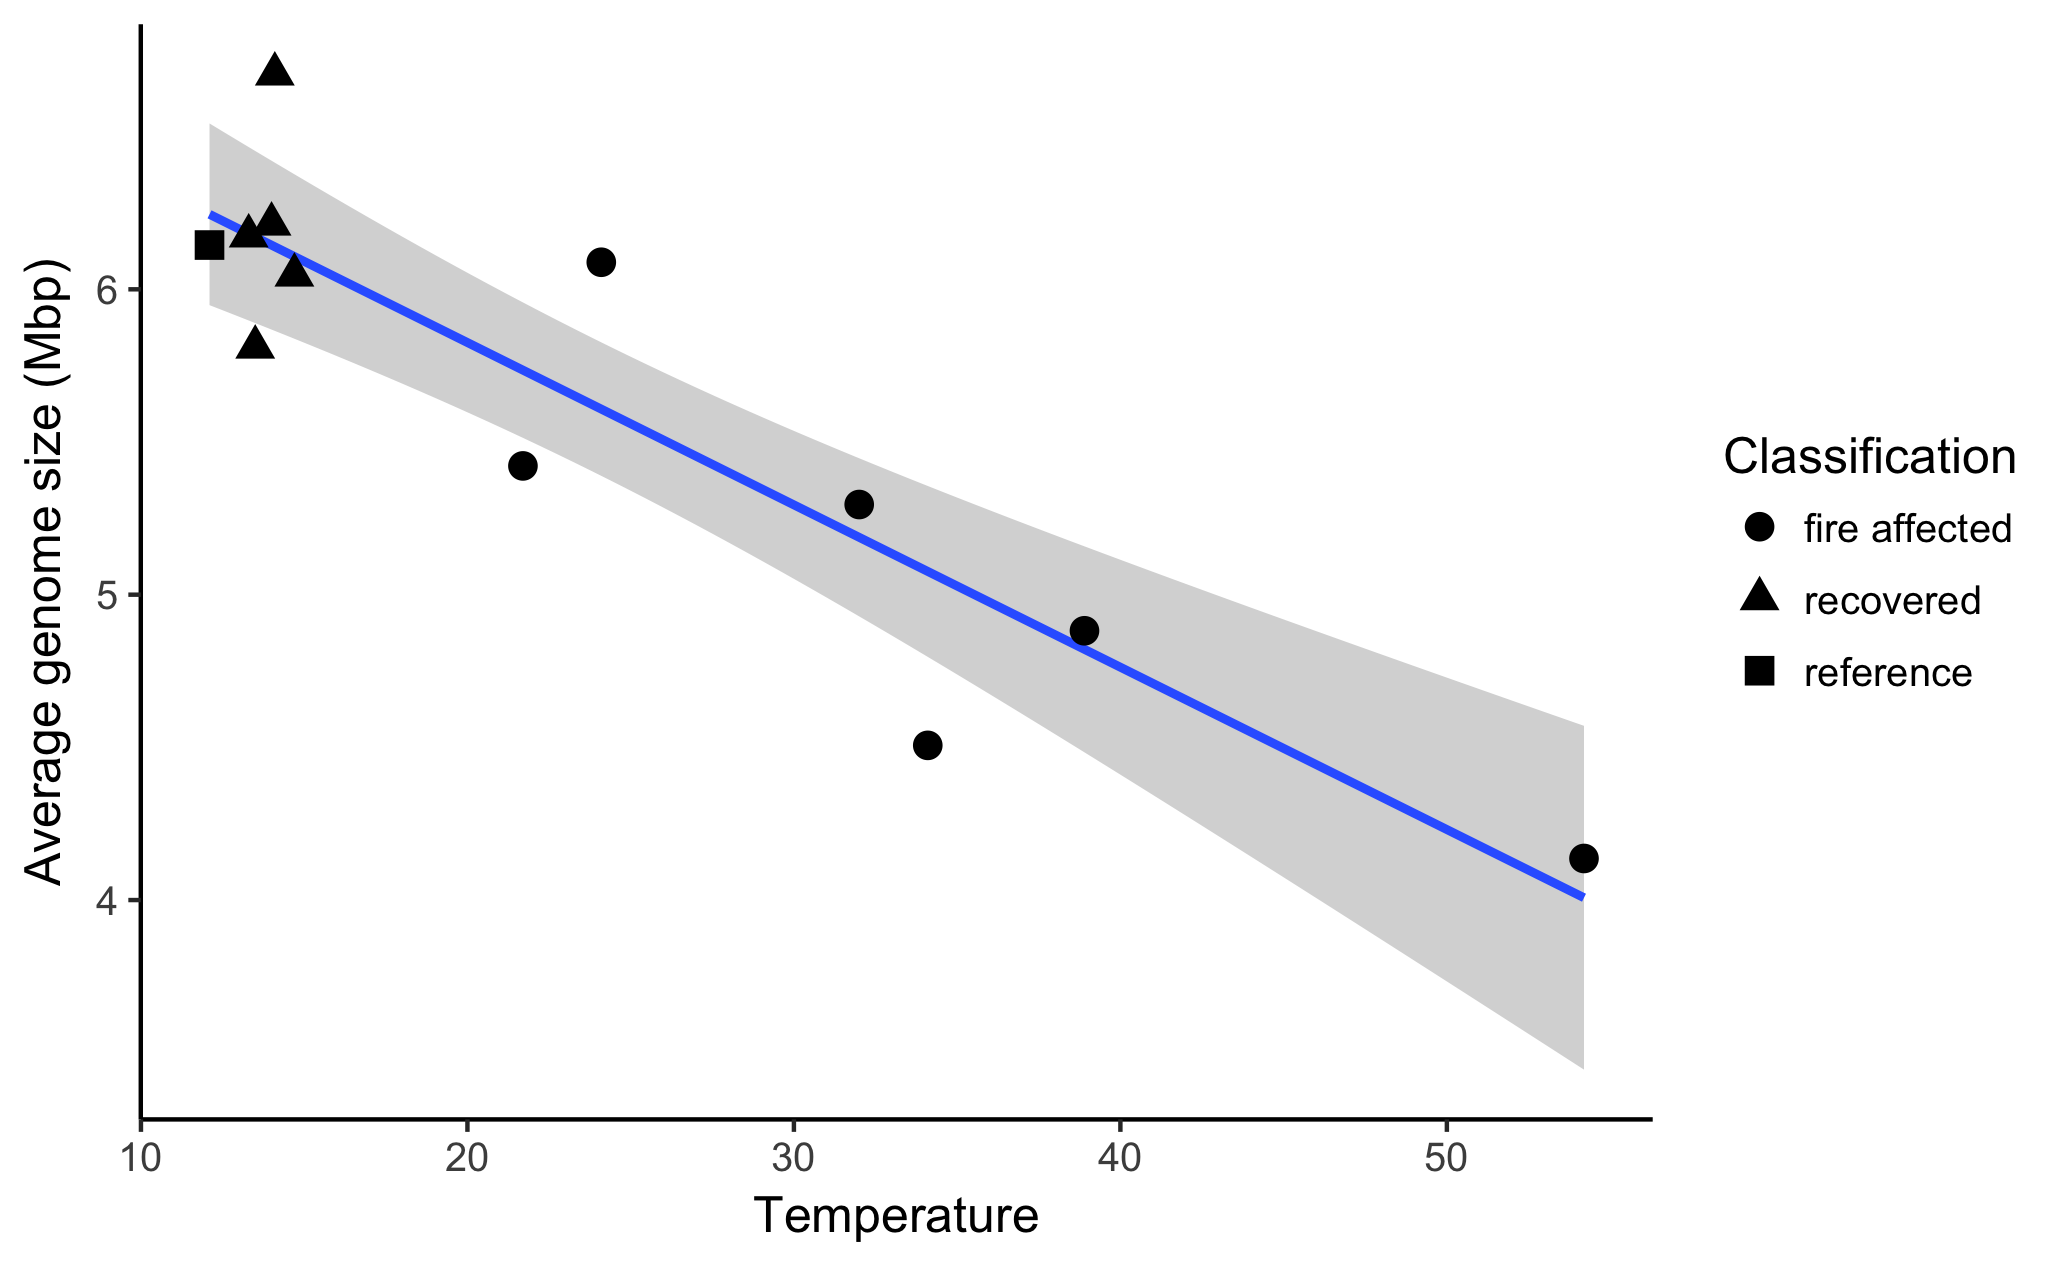 Average genome size (Mbp)
6
5
4
10 20 30 40 50
Temperature
Classification
fire affected
recovered
reference